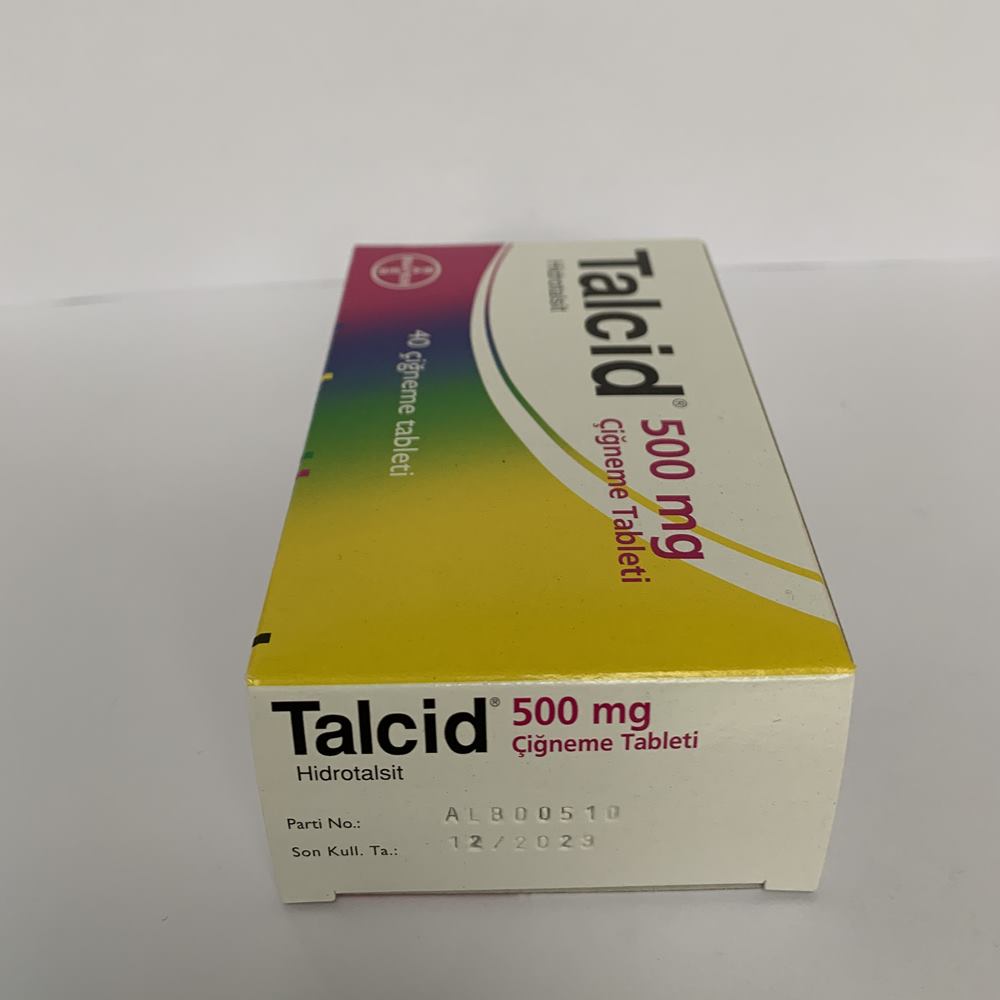 Talcid® 500 mg
Hidrotalsit
Çiğneme Tableti
40 çiğneme tableti
Talcid® 500 mg
Çiğneme Tableti
Hidrotalsit
Parti No.:
Son Kull. Ta.:
12/2023